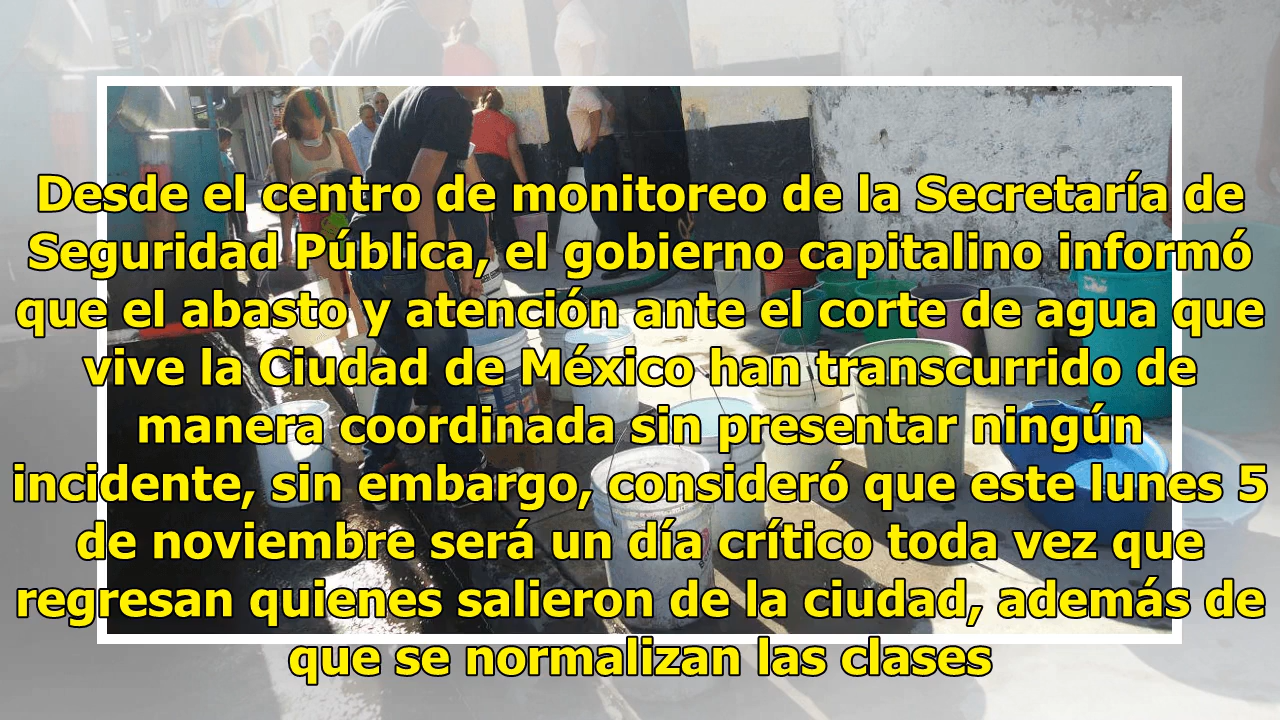 Desde el centro de monitoreo de la Secretaría de
Seguridad Pública, el gobierno capitalino informó
que el abasto y atención ante el corte de agua que
vive la Ciudad de México han transcurrido de
manera coordinada sin presentar ningún
incidente, sin embargo, consideró que este lunes 5
de noviembre será un día crítico toda vez que
regresan quienes salieron de la ciudad, además de
que se normalizan las clases